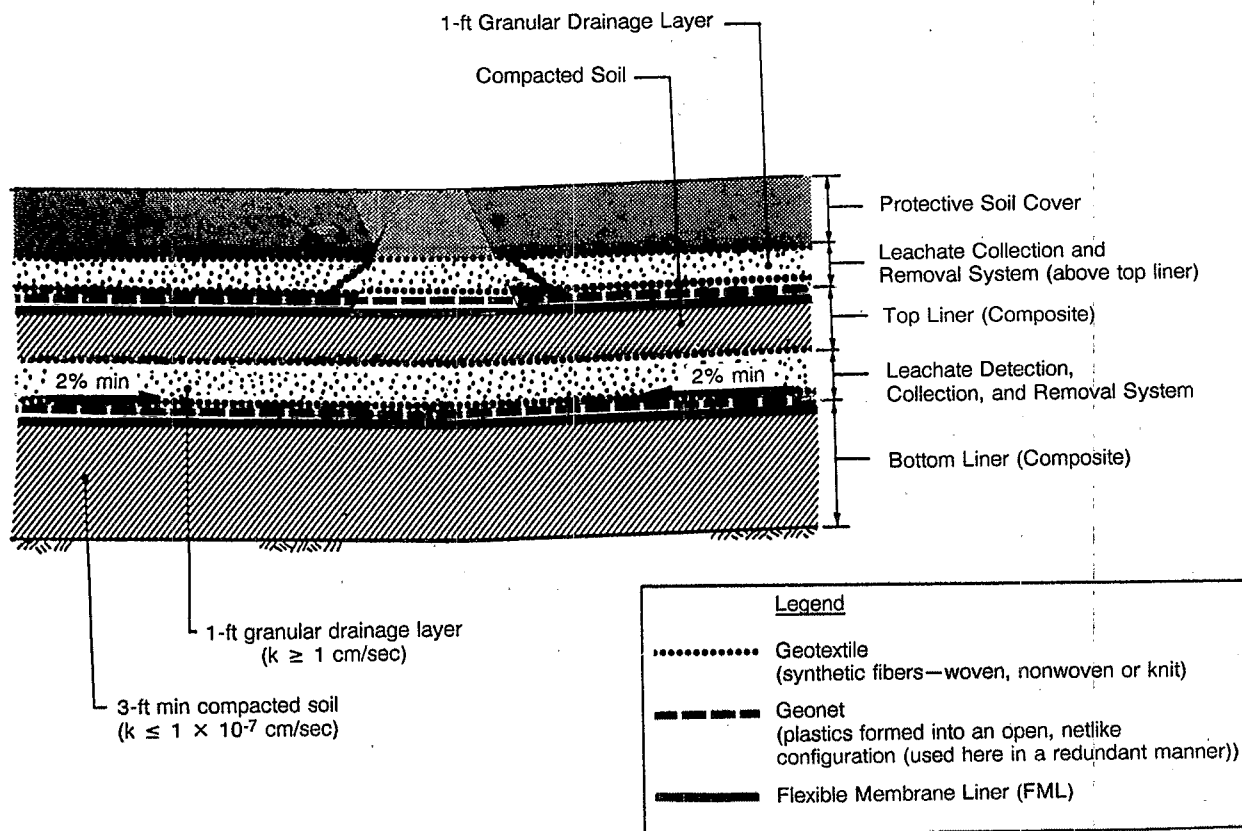 1-ft Granular Drainage Layer
Compacted Soil
Protective Soil Cover
Leachate Collection and
Removal System (above top liner)
Top Liner (Composite)
2% min
2% min
Leachate Detection,
Collection, and Removal System
Bottom Liner (Composite)
1-ft granular drainage layer
(k ≥ 1 cm/sec)
3-ft min compacted soil
(k ≤ 1 × 10⁻⁷ cm/sec)
Legend
Geotextile
(synthetic fibers—woven, nonwoven or knit)
Geonet
(plastics formed into an open, netlike
configuration (used here in a redundant manner))
Flexible Membrane Liner (FML)